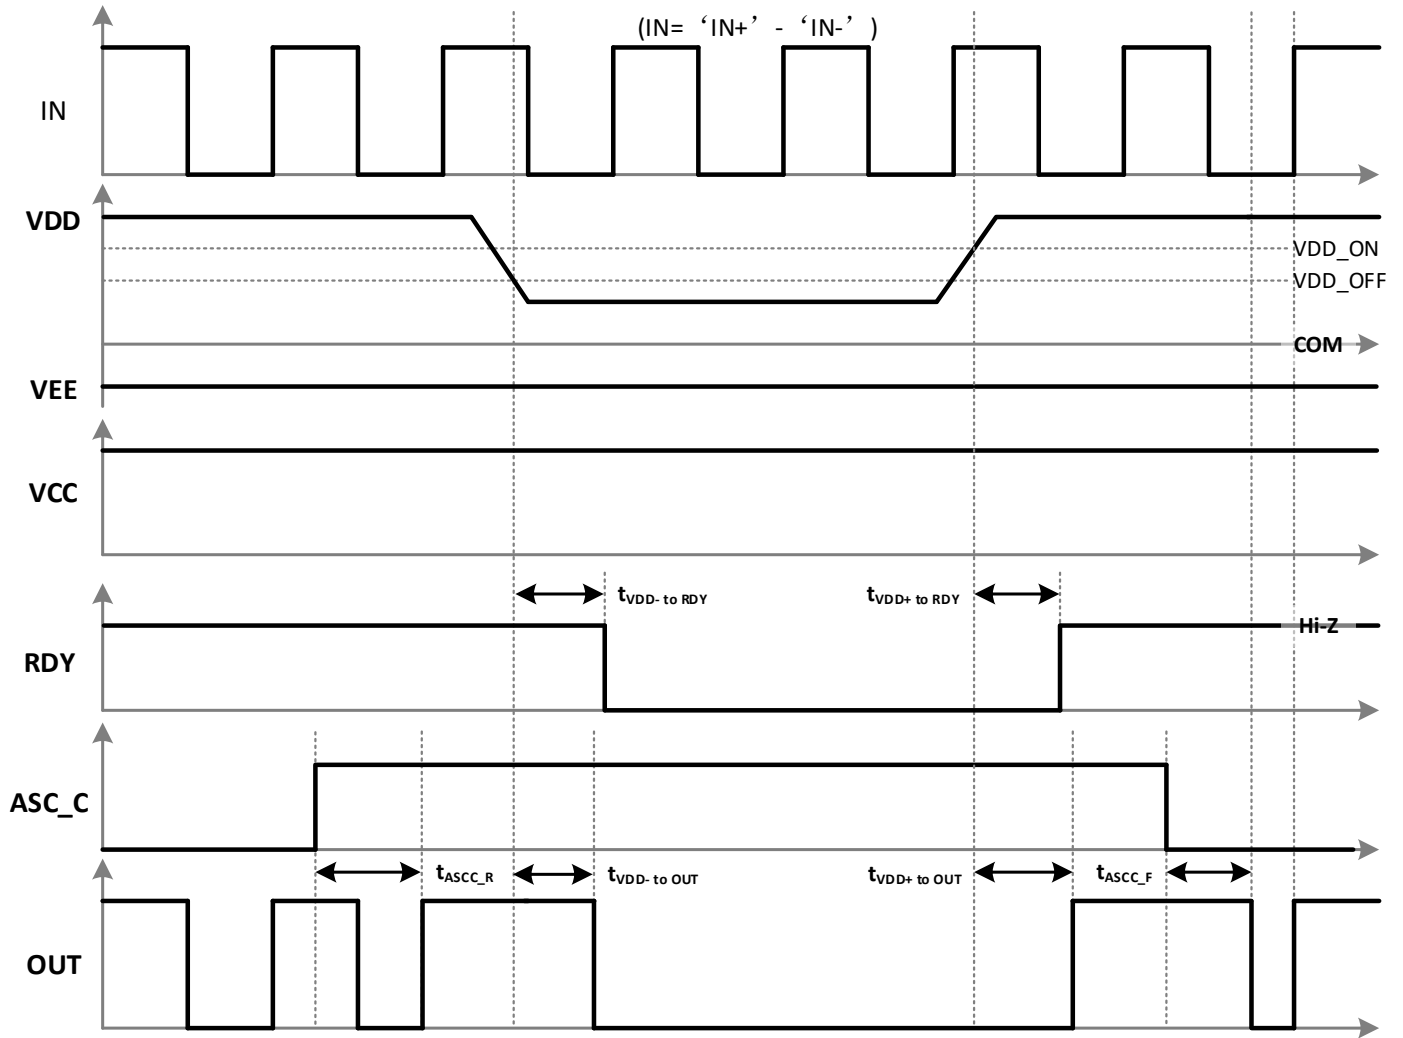 (IN= ‘IN+’ - ‘IN-’ )
IN
VDD
VDD_ON
VDD_OFF
COM
VEE
VCC
tVDD- to RDY
tVDD+ to RDY
Hi-Z
RDY
ASC_C
tASCC_R
tVDD- to OUT
tVDD+ to OUT
tASCC_F
OUT